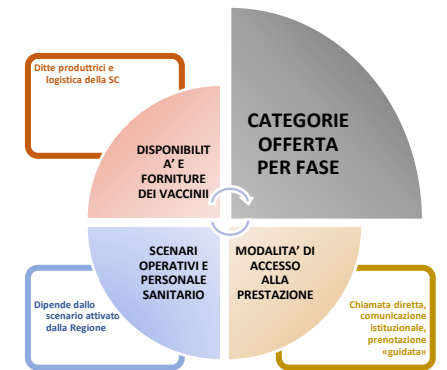 Ditte produttrici e
logistica della SC
CATEGORIE
OFFERTA
PER FASE
DISPONIBILIT
A' E
FORNITURE
DEI VACCINII
SCENARI
OPERATIVI E
PERSONALE
SANITARIO
MODALITA' DI
ACCESSO
ALLA
PRESTAZIONE
Dipende dallo
scenario attivato
dalla Regione
Chiamata diretta,
comunicazione
istituzionale,
prenotazione
«guidata»